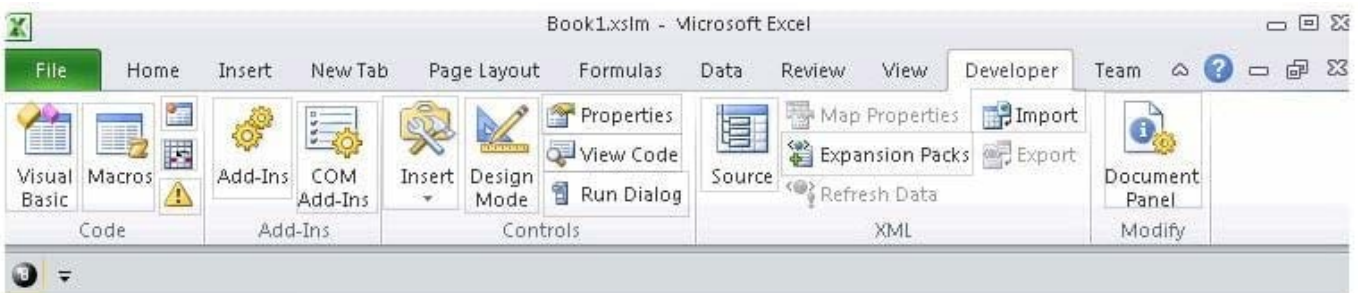 Book1.xslm - Microsoft Excel
File Home Insert New Tab Page Layout Formulas Data Review View Developer Team
Visual Basic
Macros
Code
Add-Ins
COM Add-Ins
Add-Ins
Insert
Design Mode
Properties
View Code
Run Dialog
Controls
Source
Map Properties
Expansion Packs
Refresh Data
Import
Export
XML
Document Panel
Modify